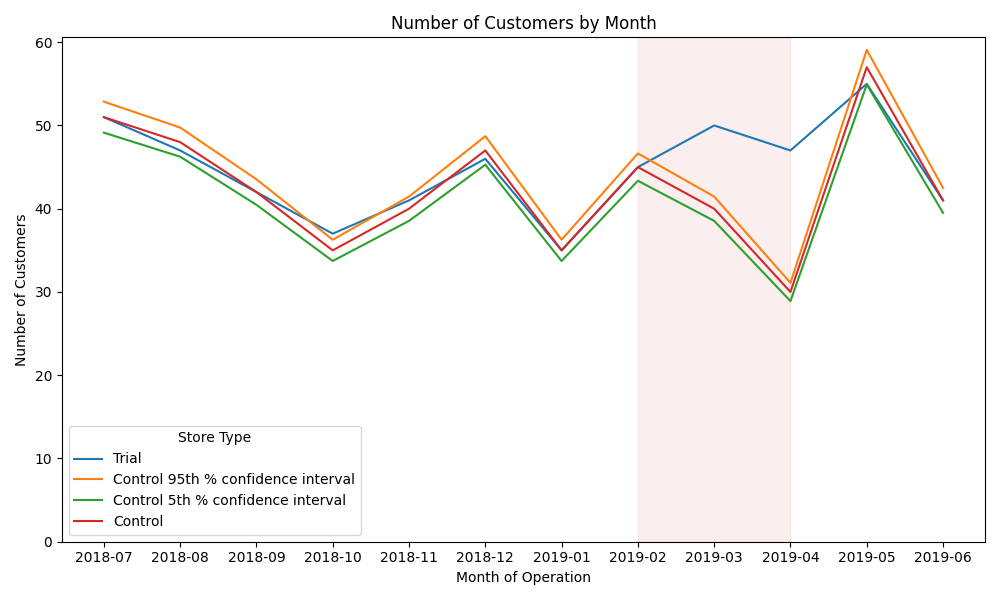 Number of Customers by Month
60
50
40
30
20
10
0
Number of Customers
Store Type
Trial
Control 95th % confidence interval
Control 5th % confidence interval
Control
2018-07 2018-08 2018-09 2018-10 2018-11 2018-12 2019-01 2019-02 2019-03 2019-04 2019-05 2019-06
Month of Operation